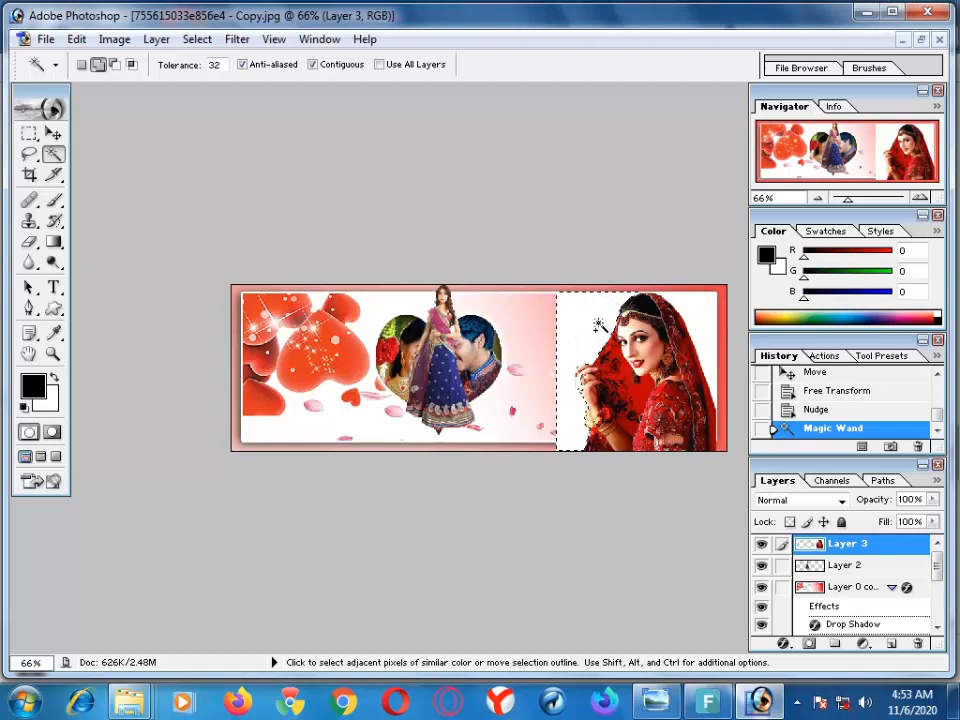 Adobe Photoshop - [755615033e856e4 - Copy.jpg @ 66% (Layer 3, RGB)]
File Edit Image Layer Select Filter View Window Help
Tolerance: 32 Anti-aliased Contiguous Use All Layers
File Browser Brushes
Navigator Info
66%
Color Swatches Styles
R 0
G 0
B 0
History Actions Tool Presets
Move
Free Transform
Nudge
Magic Wand
Layers Channels Paths
Normal Opacity: 100%
Lock: Fill: 100%
Layer 3
Layer 2
Layer 0 co...
Effects
Drop Shadow
66% Doc: 626K/2.48M Click to select adjacent pixels of similar color or move selection outline. Use Shift, Alt, and Ctrl for additional options.
4:53 AM
11/6/2020